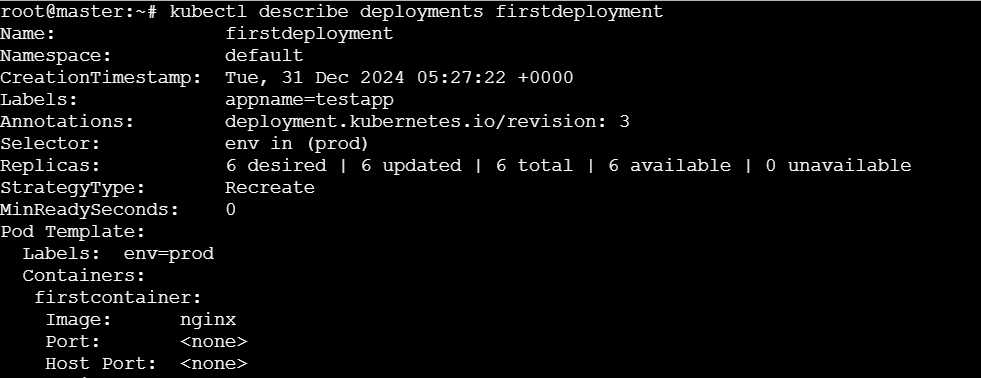 root@master:~# kubectl describe deployments firstdeployment
Name:                   firstdeployment
Namespace:              default
CreationTimestamp:  Tue, 31 Dec 2024 05:27:22 +0000
Labels:                 appname=testapp
Annotations:            deployment.kubernetes.io/revision: 3
Selector:               env in (prod)
Replicas:               6 desired | 6 updated | 6 total | 6 available | 0 unavailable
StrategyType:           Recreate
MinReadySeconds:        0
Pod Template:
  Labels:  env=prod
  Containers:
   firstcontainer:
    Image:      nginx
    Port:       <none>
    Host Port:  <none>